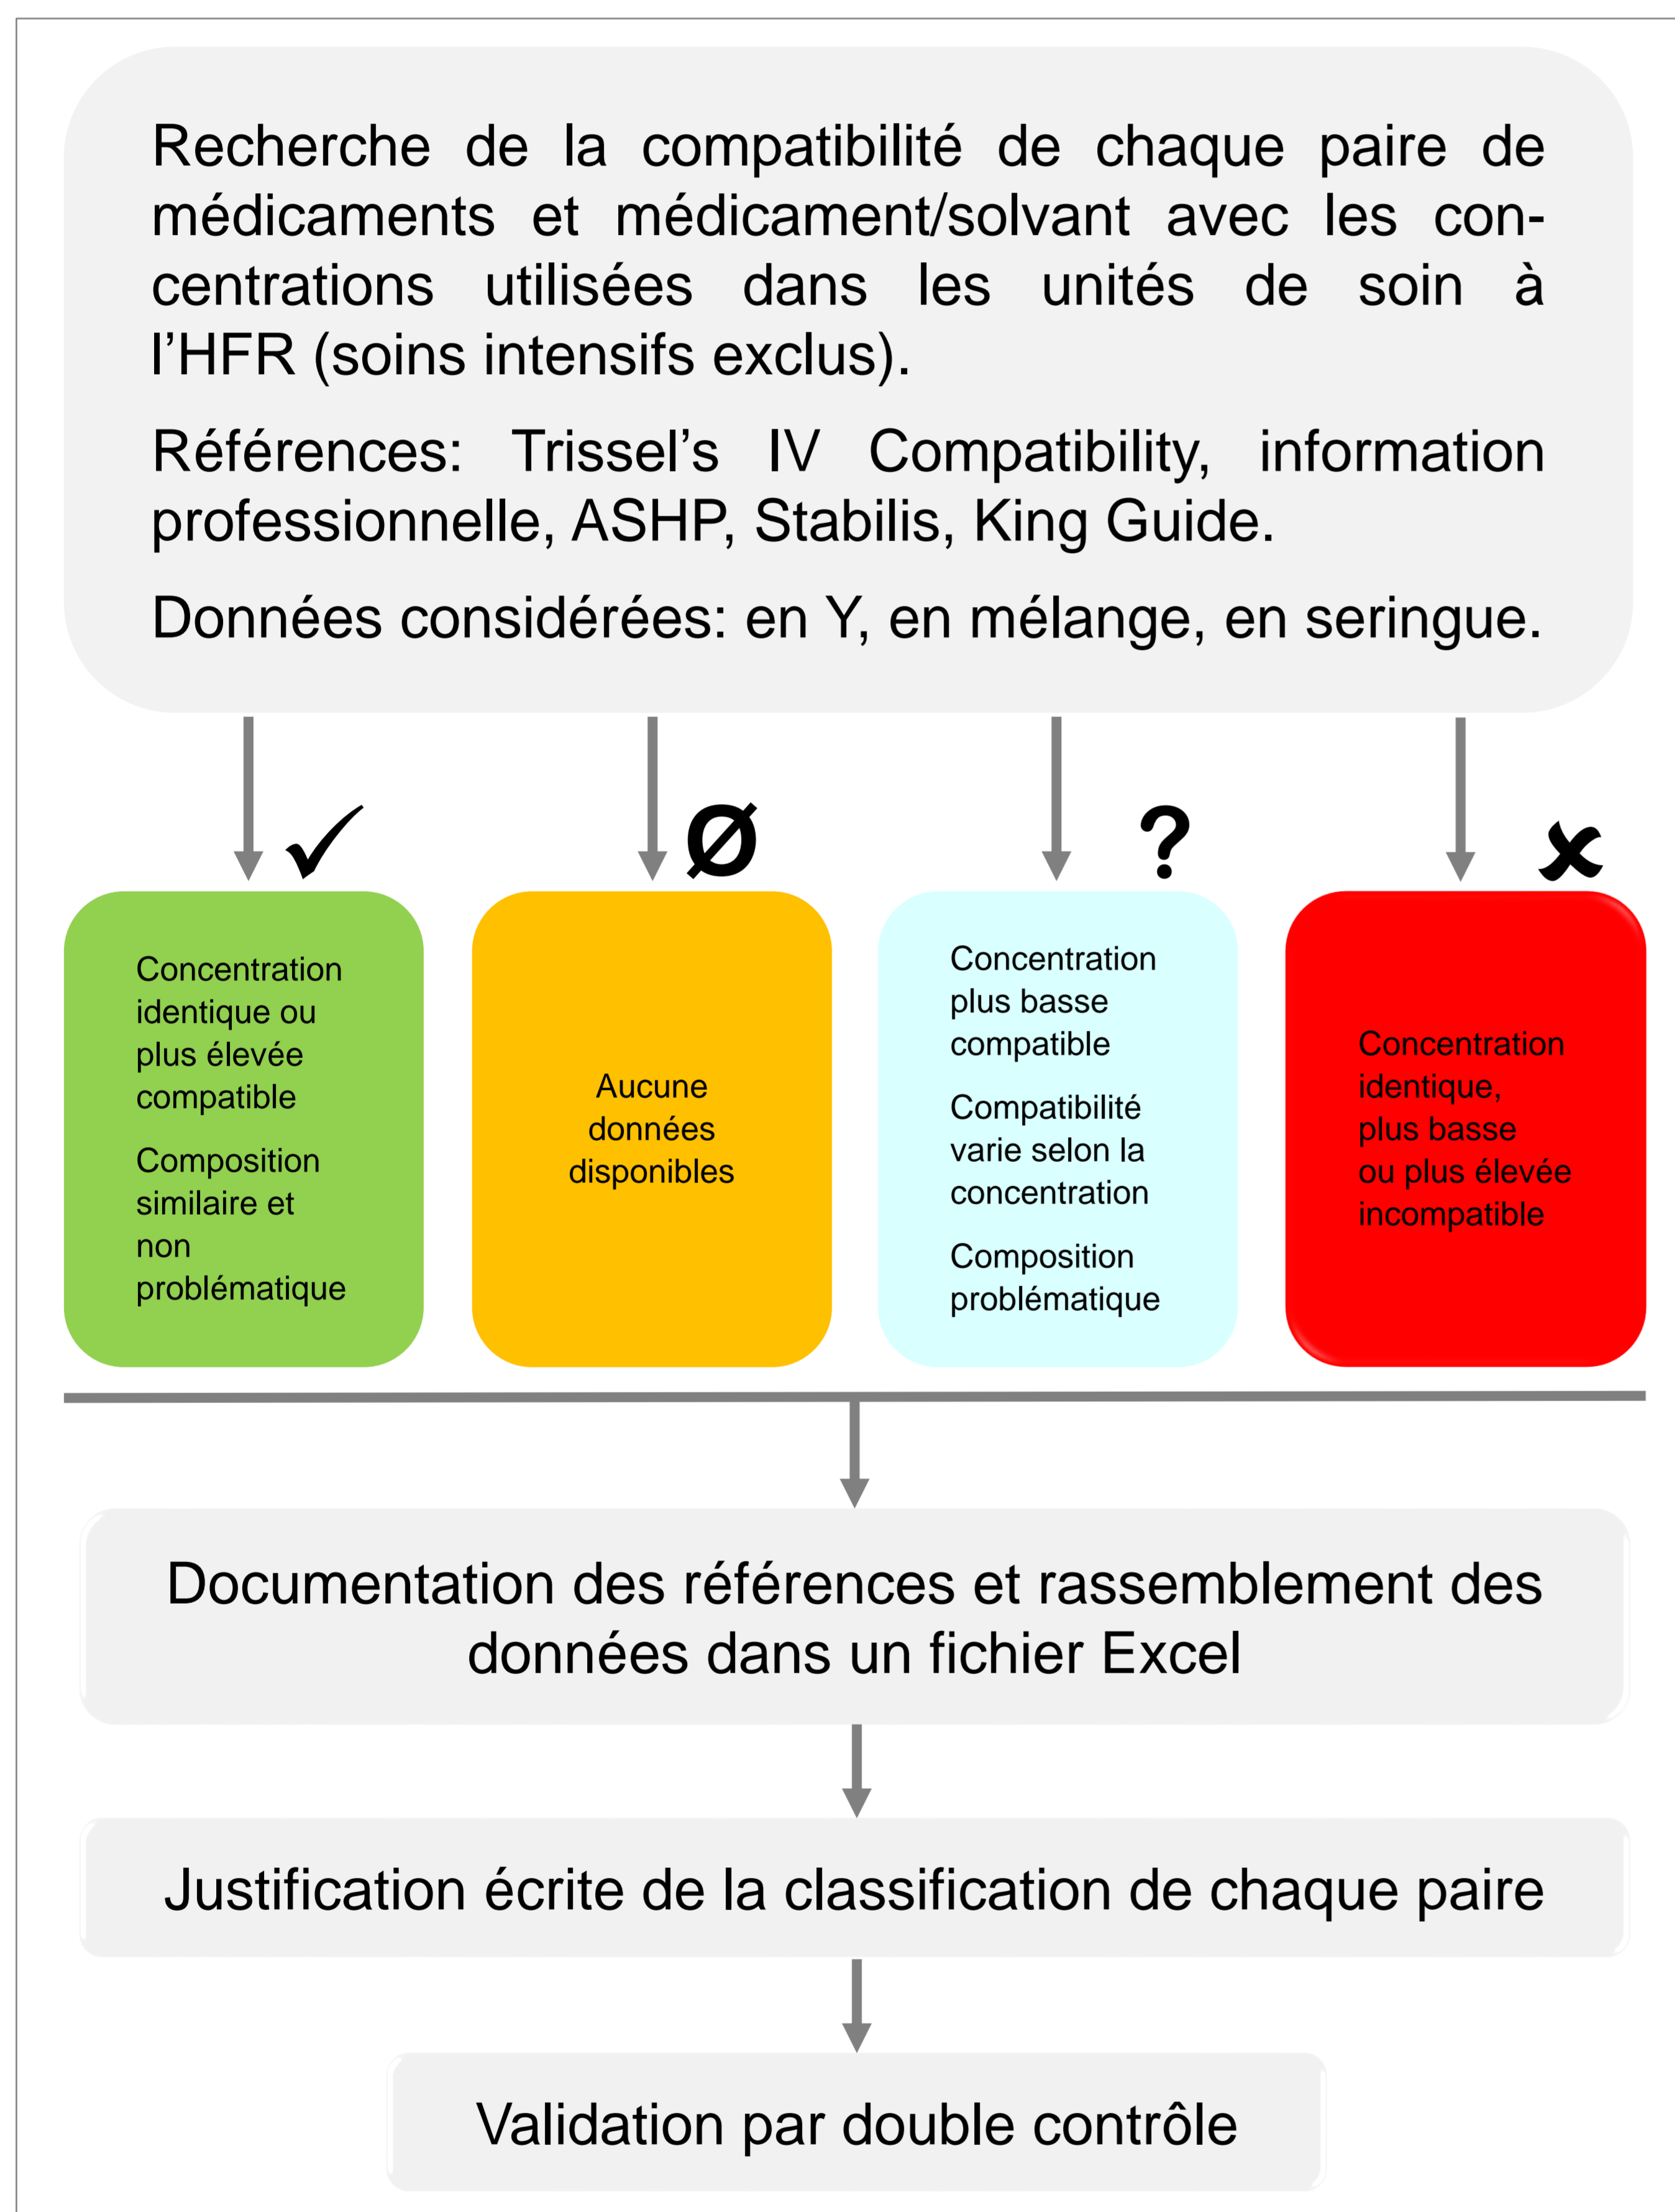 Recherche de la compatibilité de chaque paire de
médicaments et médicament/solvant avec les con-
centrations utilisées dans les unités de soin à
l'HFR (soins intensifs exclus).
Références: Trissel's IV Compatibility, information
professionnelle, ASHP, Stabilis, King Guide.
Données considérées: en Y, en mélange, en seringue.
✓
Ø
?
✘
Concentration
identique ou
plus élevée
compatible
Composition
similaire et
non
problématique
Aucune
données
disponibles
Concentration
plus basse
compatible
Compatibilité
varie selon la
concentration
Composition
problématique
Concentration
identique,
plus basse
ou plus élevée
incompatible
Documentation des références et rassemblement des
données dans un fichier Excel
Justification écrite de la classification de chaque paire
Validation par double contrôle